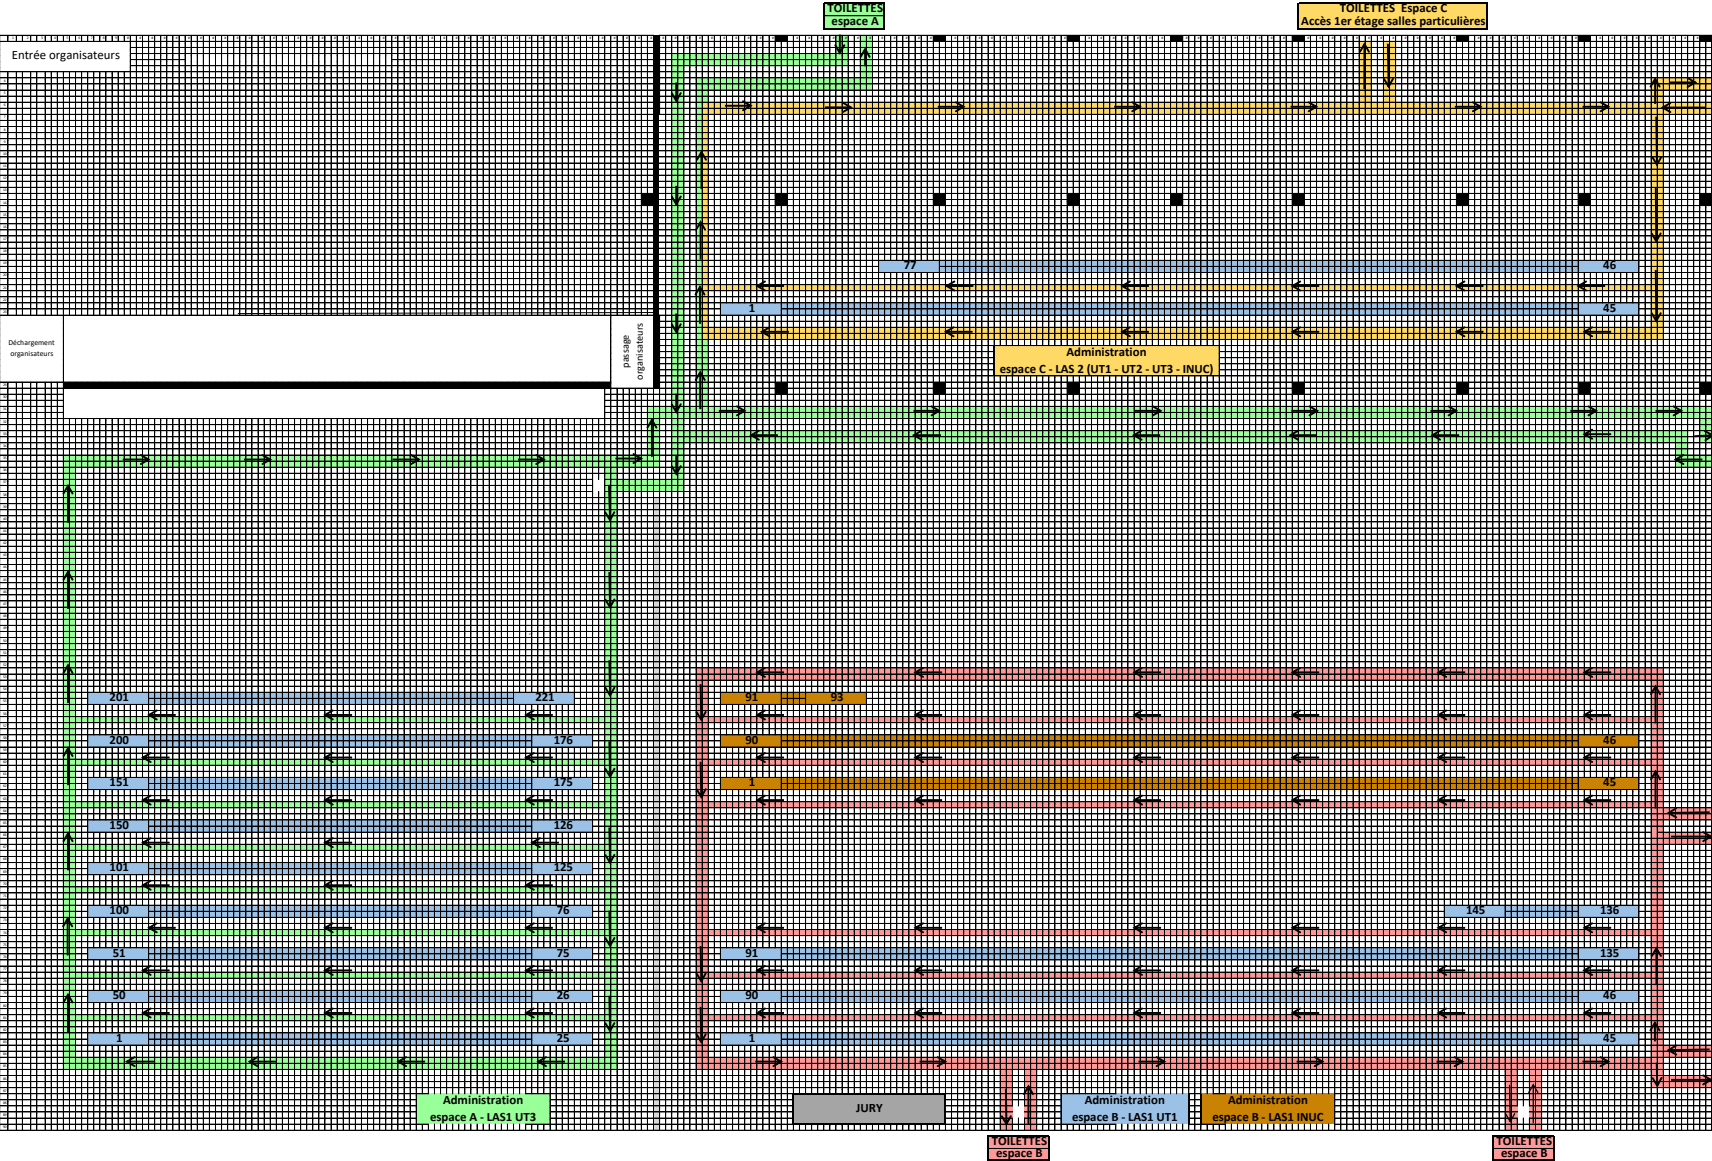 TOILETTES
espace A
TOILETTES Espace C
Accès 1er étage salles particulières
Entrée organisateurs
77 46
1 45
Déchargement
organisateurs
passage
organisateurs
Administration
espace C - LAS 2 (UT1 - UT2 - UT3 - INUC)
201 221 91 93
200 176 90 46
151 175 1 45
150 126
101 125
100 76 145 136
51 75 91 135
50 26 90 46
1 25 1 45
Administration
espace A - LAS1 UT3
JURY
Administration
espace B - LAS1 UT1
Administration
espace B - LAS1 INUC
TOILETTES
espace B
TOILETTES
espace B